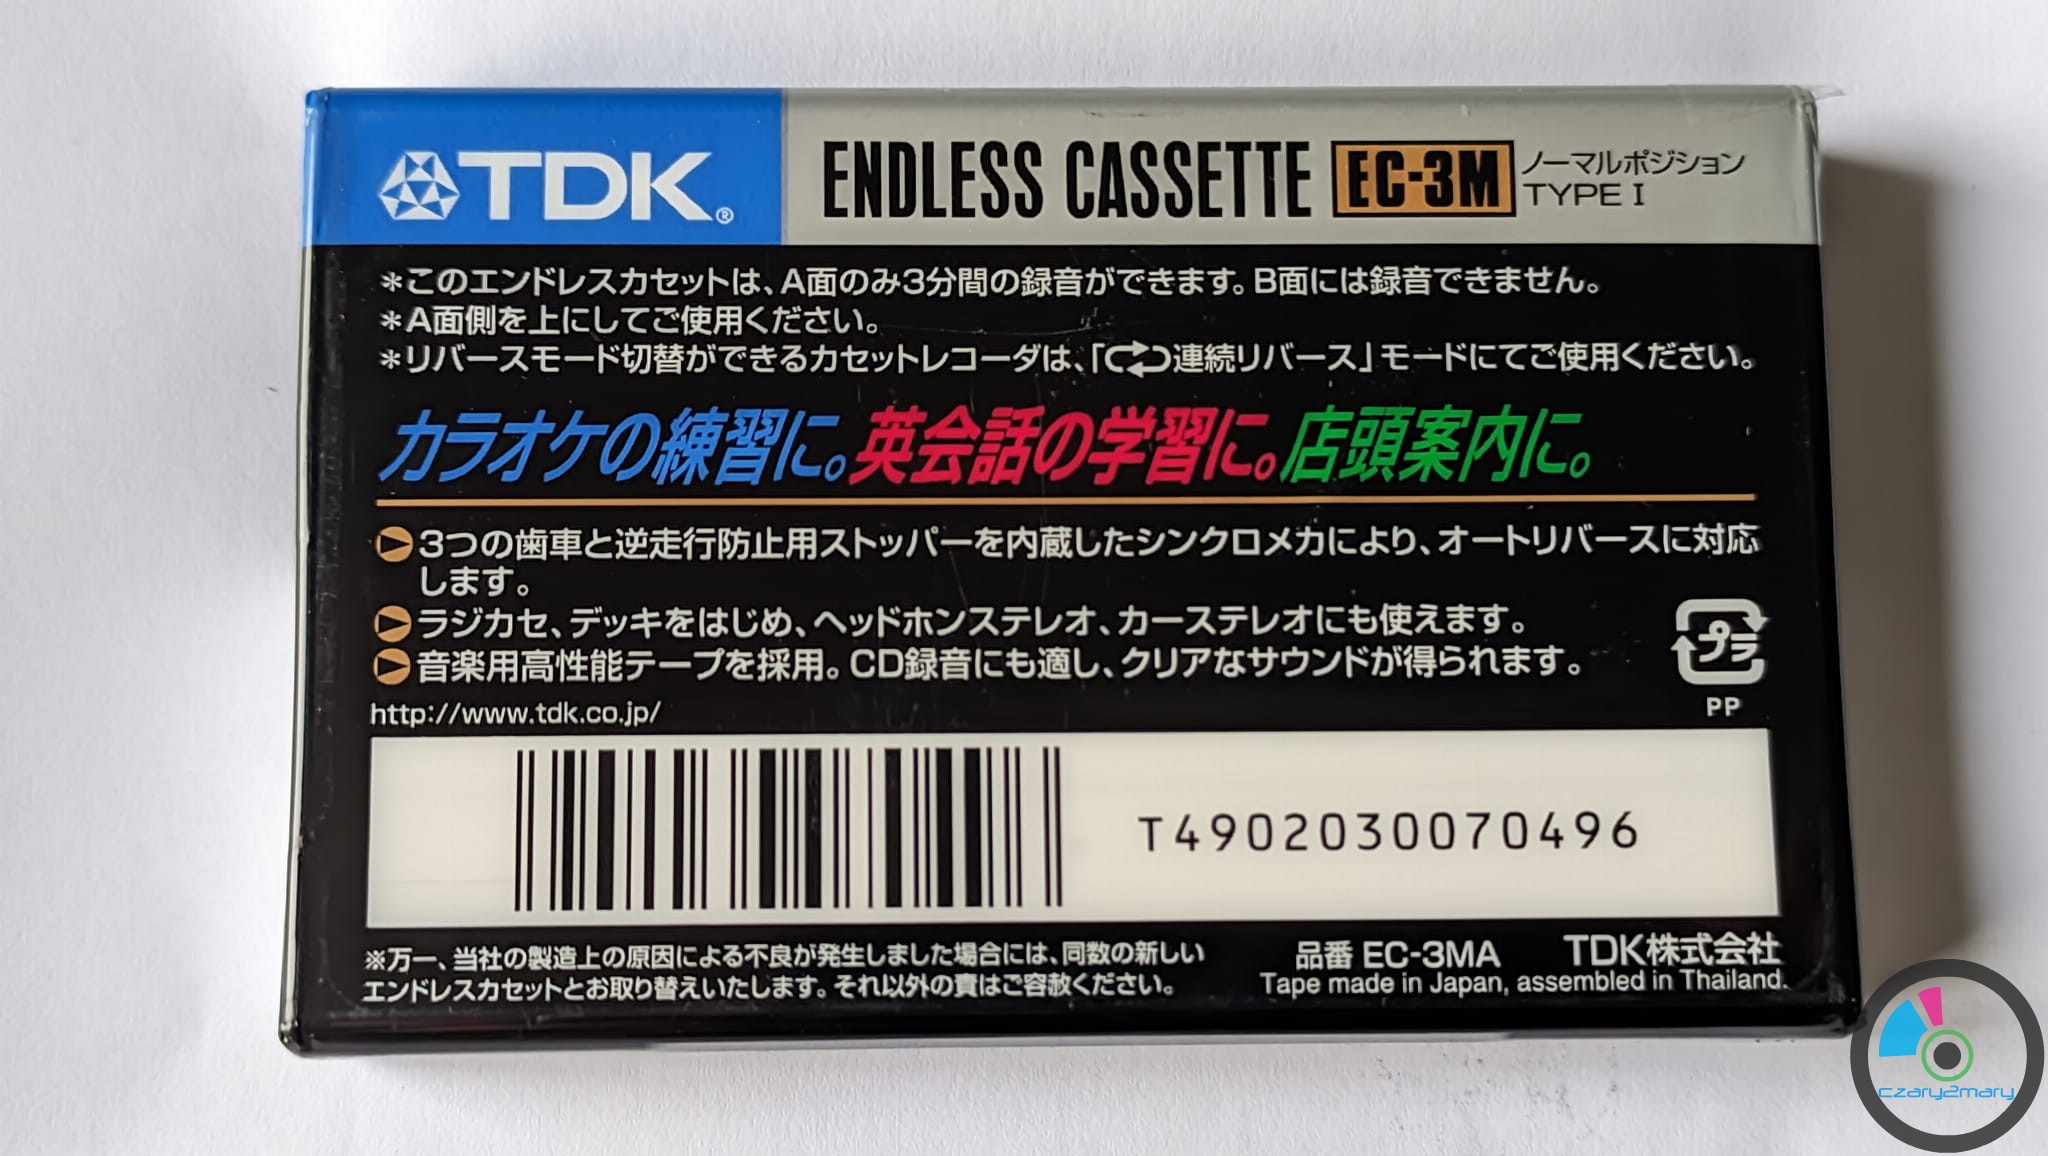 TDK®
ENDLESS CASSETTE EC-3M ノーマルポジション
TYPE I
*このエンドレスカセットは、A面のみ3分間の録音ができます。B面には録音できません。
*A面側を上にしてご使用ください。
*リバースモード切替ができるカセットレコーダは、「連続リバース」モードにてご使用ください。
カラオケの練習に。英会話の学習に。店頭案内に。
3つの歯車と逆走行防止用ストッパーを内蔵したシンクロメカにより、オートリバースに対応
します。
ラジカセ、デッキをはじめ、ヘッドホンステレオ、カーステレオにも使えます。
音楽用高性能テープを採用。CD録音にも適し、クリアなサウンドが得られます。
プラ
PP
http://www.tdk.co.jp/
T4902030070496
※万一、当社の製造上の原因による不良が発生しました場合には、同数の新しい
エンドレスカセットとお取り替えいたします。それ以外の責はご容赦ください。
品番 EC-3MA TDK株式会社
Tape made in Japan, assembled in Thailand.
czary2mary